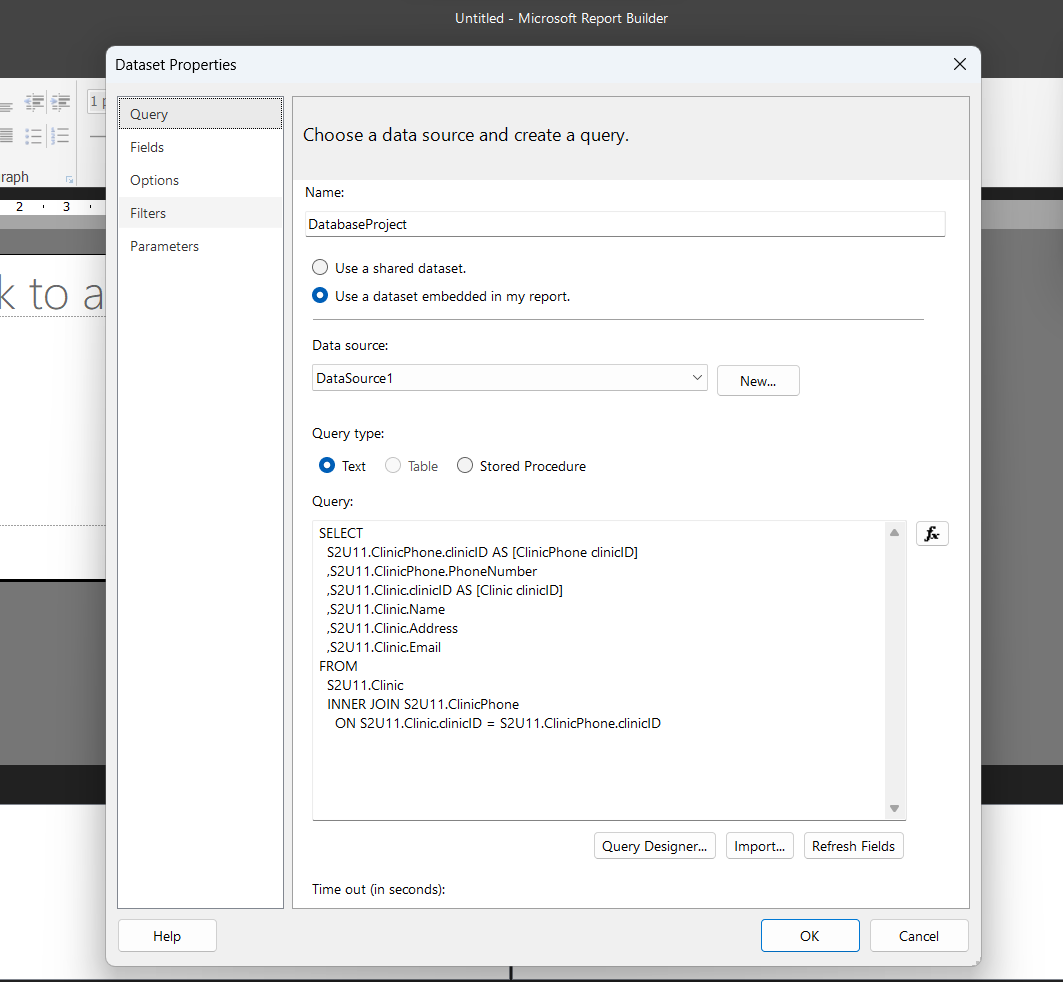 Untitled - Microsoft Report Builder
Dataset Properties
1 p
raph
2 3
k to a
Query
Fields
Options
Filters
Parameters
Choose a data source and create a query.
Name:
DatabaseProject
Use a shared dataset.
Use a dataset embedded in my report.
Data source:
DataSource1
New...
Query type:
Text Table Stored Procedure
Query:
SELECT
S2U11.ClinicPhone.clinicID AS [ClinicPhone clinicID]
,S2U11.ClinicPhone.PhoneNumber
,S2U11.Clinic.clinicID AS [Clinic clinicID]
,S2U11.Clinic.Name
,S2U11.Clinic.Address
,S2U11.Clinic.Email
FROM
S2U11.Clinic
INNER JOIN S2U11.ClinicPhone
ON S2U11.Clinic.clinicID = S2U11.ClinicPhone.clinicID
fx
Query Designer... Import... Refresh Fields
Time out (in seconds):
Help OK Cancel